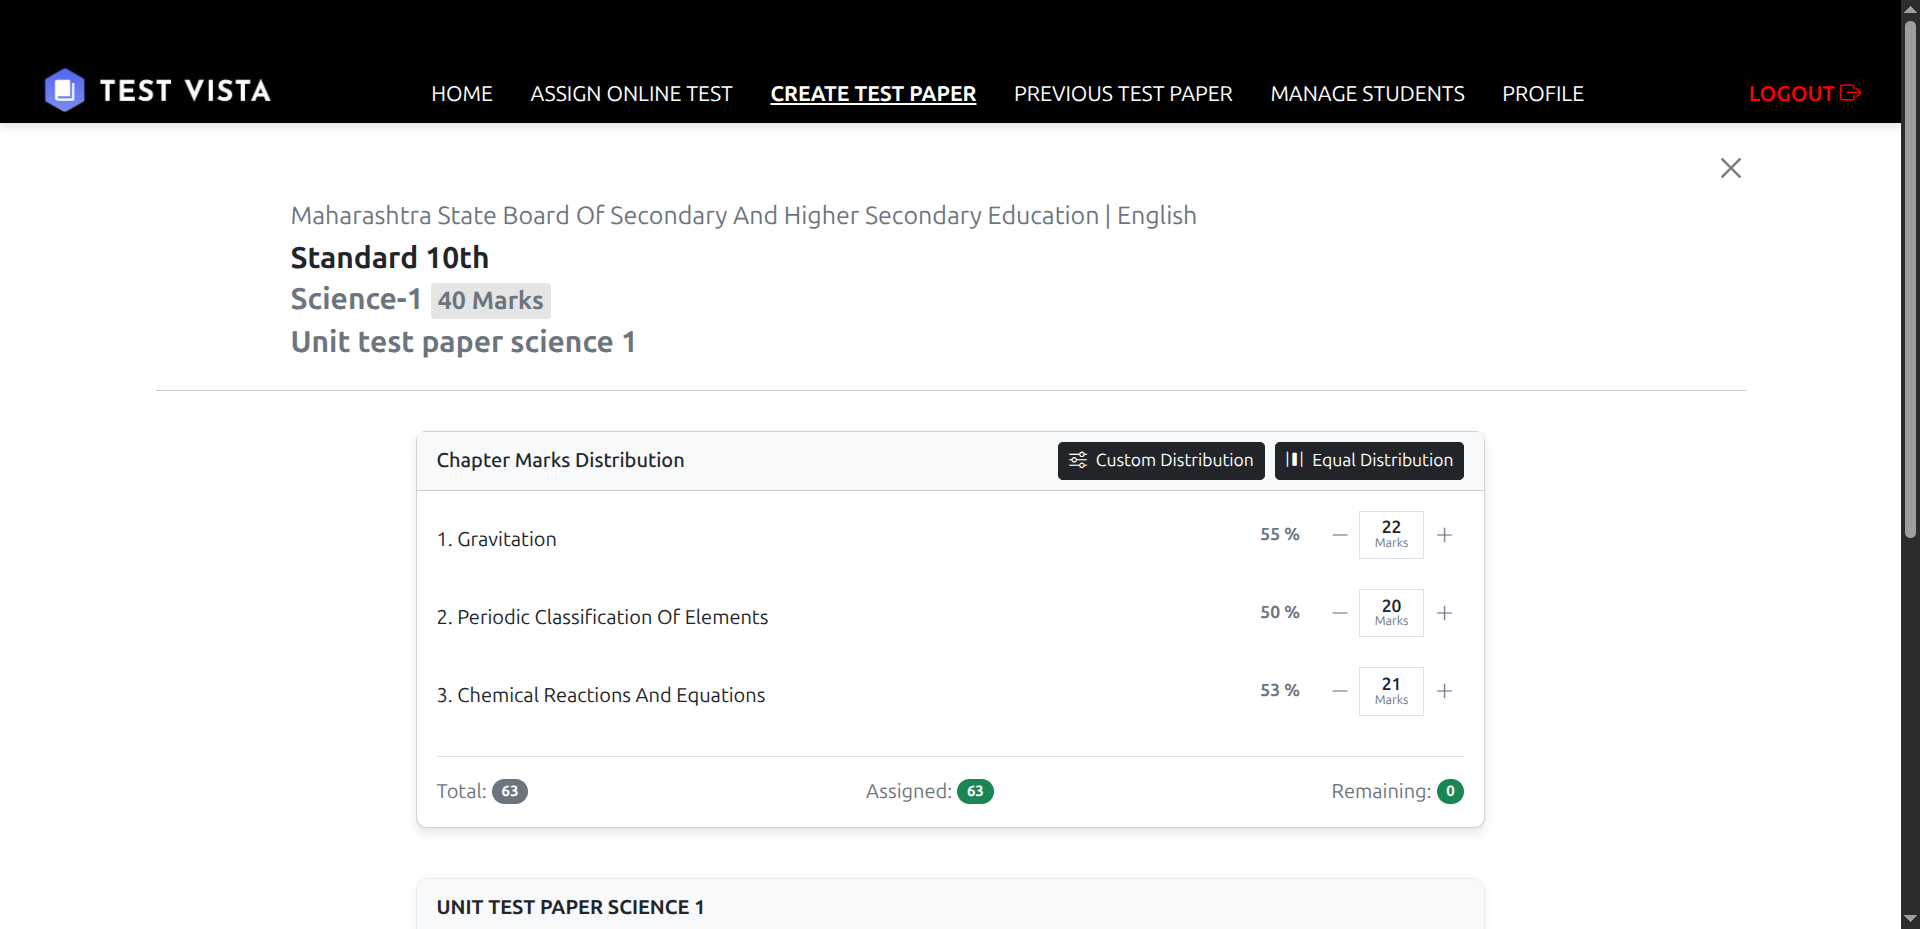 TEST VISTA
HOME ASSIGN ONLINE TEST CREATE TEST PAPER PREVIOUS TEST PAPER MANAGE STUDENTS PROFILE LOGOUT
Maharashtra State Board Of Secondary And Higher Secondary Education | English
Standard 10th
Science-1 40 Marks
Unit test paper science 1
Chapter Marks Distribution Custom Distribution Equal Distribution
1. Gravitation 55 % 22 Marks
2. Periodic Classification Of Elements 50 % 20 Marks
3. Chemical Reactions And Equations 53 % 21 Marks
Total: 63 Assigned: 63 Remaining: 0
UNIT TEST PAPER SCIENCE 1